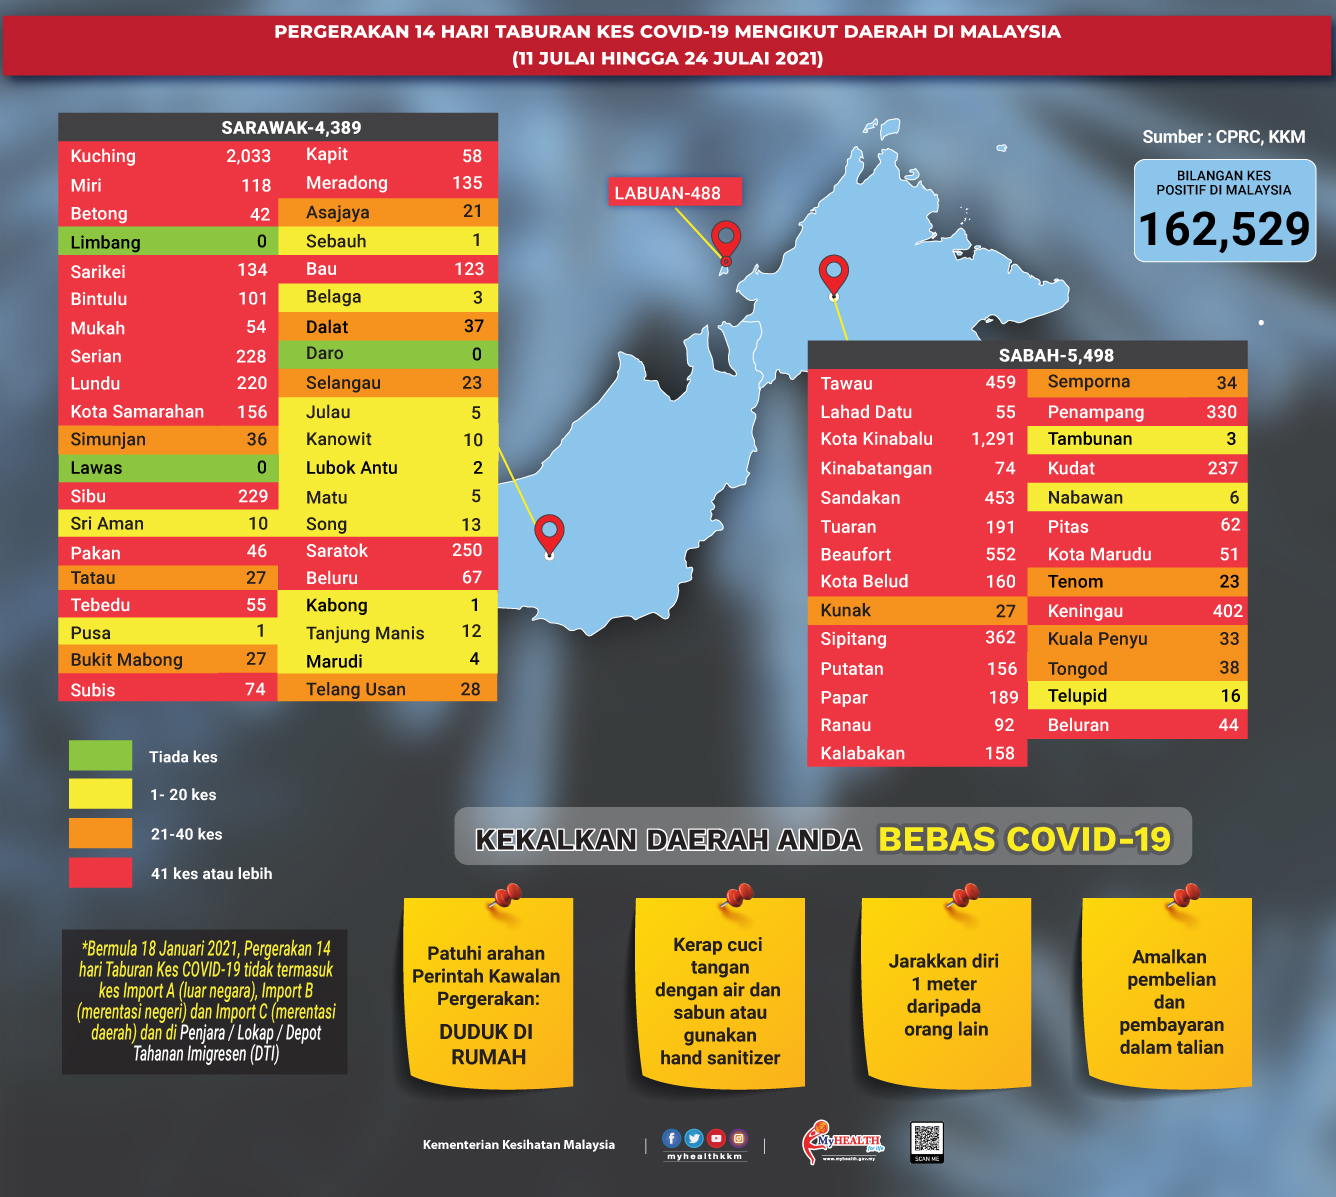 PERGERAKAN 14 HARI TABURAN KES COVID-19 MENGIKUT DAERAH DI MALAYSIA
(11 JULAI HINGGA 24 JULAI 2021)
SARAWAK-4,389
Kuching 2,033
Miri 118
Betong 42
Limbang 0
Sarikei 134
Bintulu 101
Mukah 54
Serian 228
Lundu 220
Kota Samarahan 156
Simunjan 36
Lawas 0
Sibu 229
Sri Aman 10
Pakan 46
Tatau 27
Tebedu 55
Pusa 1
Bukit Mabong 27
Subis 74
Kapit 58
Meradong 135
Asajaya 21
Sebauh 1
Bau 123
Belaga 3
Dalat 37
Daro 0
Selangau 23
Julau 5
Kanowit 10
Lubok Antu 2
Matu 5
Song 13
Saratok 250
Beluru 67
Kabong 1
Tanjung Manis 12
Marudi 4
Telang Usan 28
LABUAN-488
Sumber : CPRC, KKM
BILANGAN KES
POSITIF DI MALAYSIA
162,529
SABAH-5,498
Tawau 459
Lahad Datu 55
Kota Kinabalu 1,291
Kinabatangan 74
Sandakan 453
Tuaran 191
Beaufort 552
Kota Belud 160
Kunak 27
Sipitang 362
Putatan 156
Papar 189
Ranau 92
Kalabakan 158
Semporna 34
Penampang 330
Tambunan 3
Kudat 237
Nabawan 6
Pitas 62
Kota Marudu 51
Tenom 23
Keningau 402
Kuala Penyu 33
Tongod 38
Telupid 16
Beluran 44
Tiada kes
1- 20 kes
21-40 kes
41 kes atau lebih
*Bermula 18 Januari 2021, Pergerakan 14
hari Taburan Kes COVID-19 tidak termasuk
kes Import A (luar negara), Import B
(merentasi negeri) dan Import C (merentasi
daerah) dan di Penjara / Lokap / Depot
Tahanan Imigresen (DTI)
KEKALKAN DAERAH ANDA BEBAS COVID-19
Patuhi arahan
Perintah Kawalan
Pergerakan:
DUDUK DI
RUMAH
Kerap cuci
tangan
dengan air dan
sabun atau
gunakan
hand sanitizer
Jarakkan diri
1 meter
daripada
orang lain
Amalkan
pembelian
dan
pembayaran
dalam talian
Kementerian Kesihatan Malaysia
myhealthkkm
MyHEALTH
for life
www.myhealth.gov.my
SCAN ME